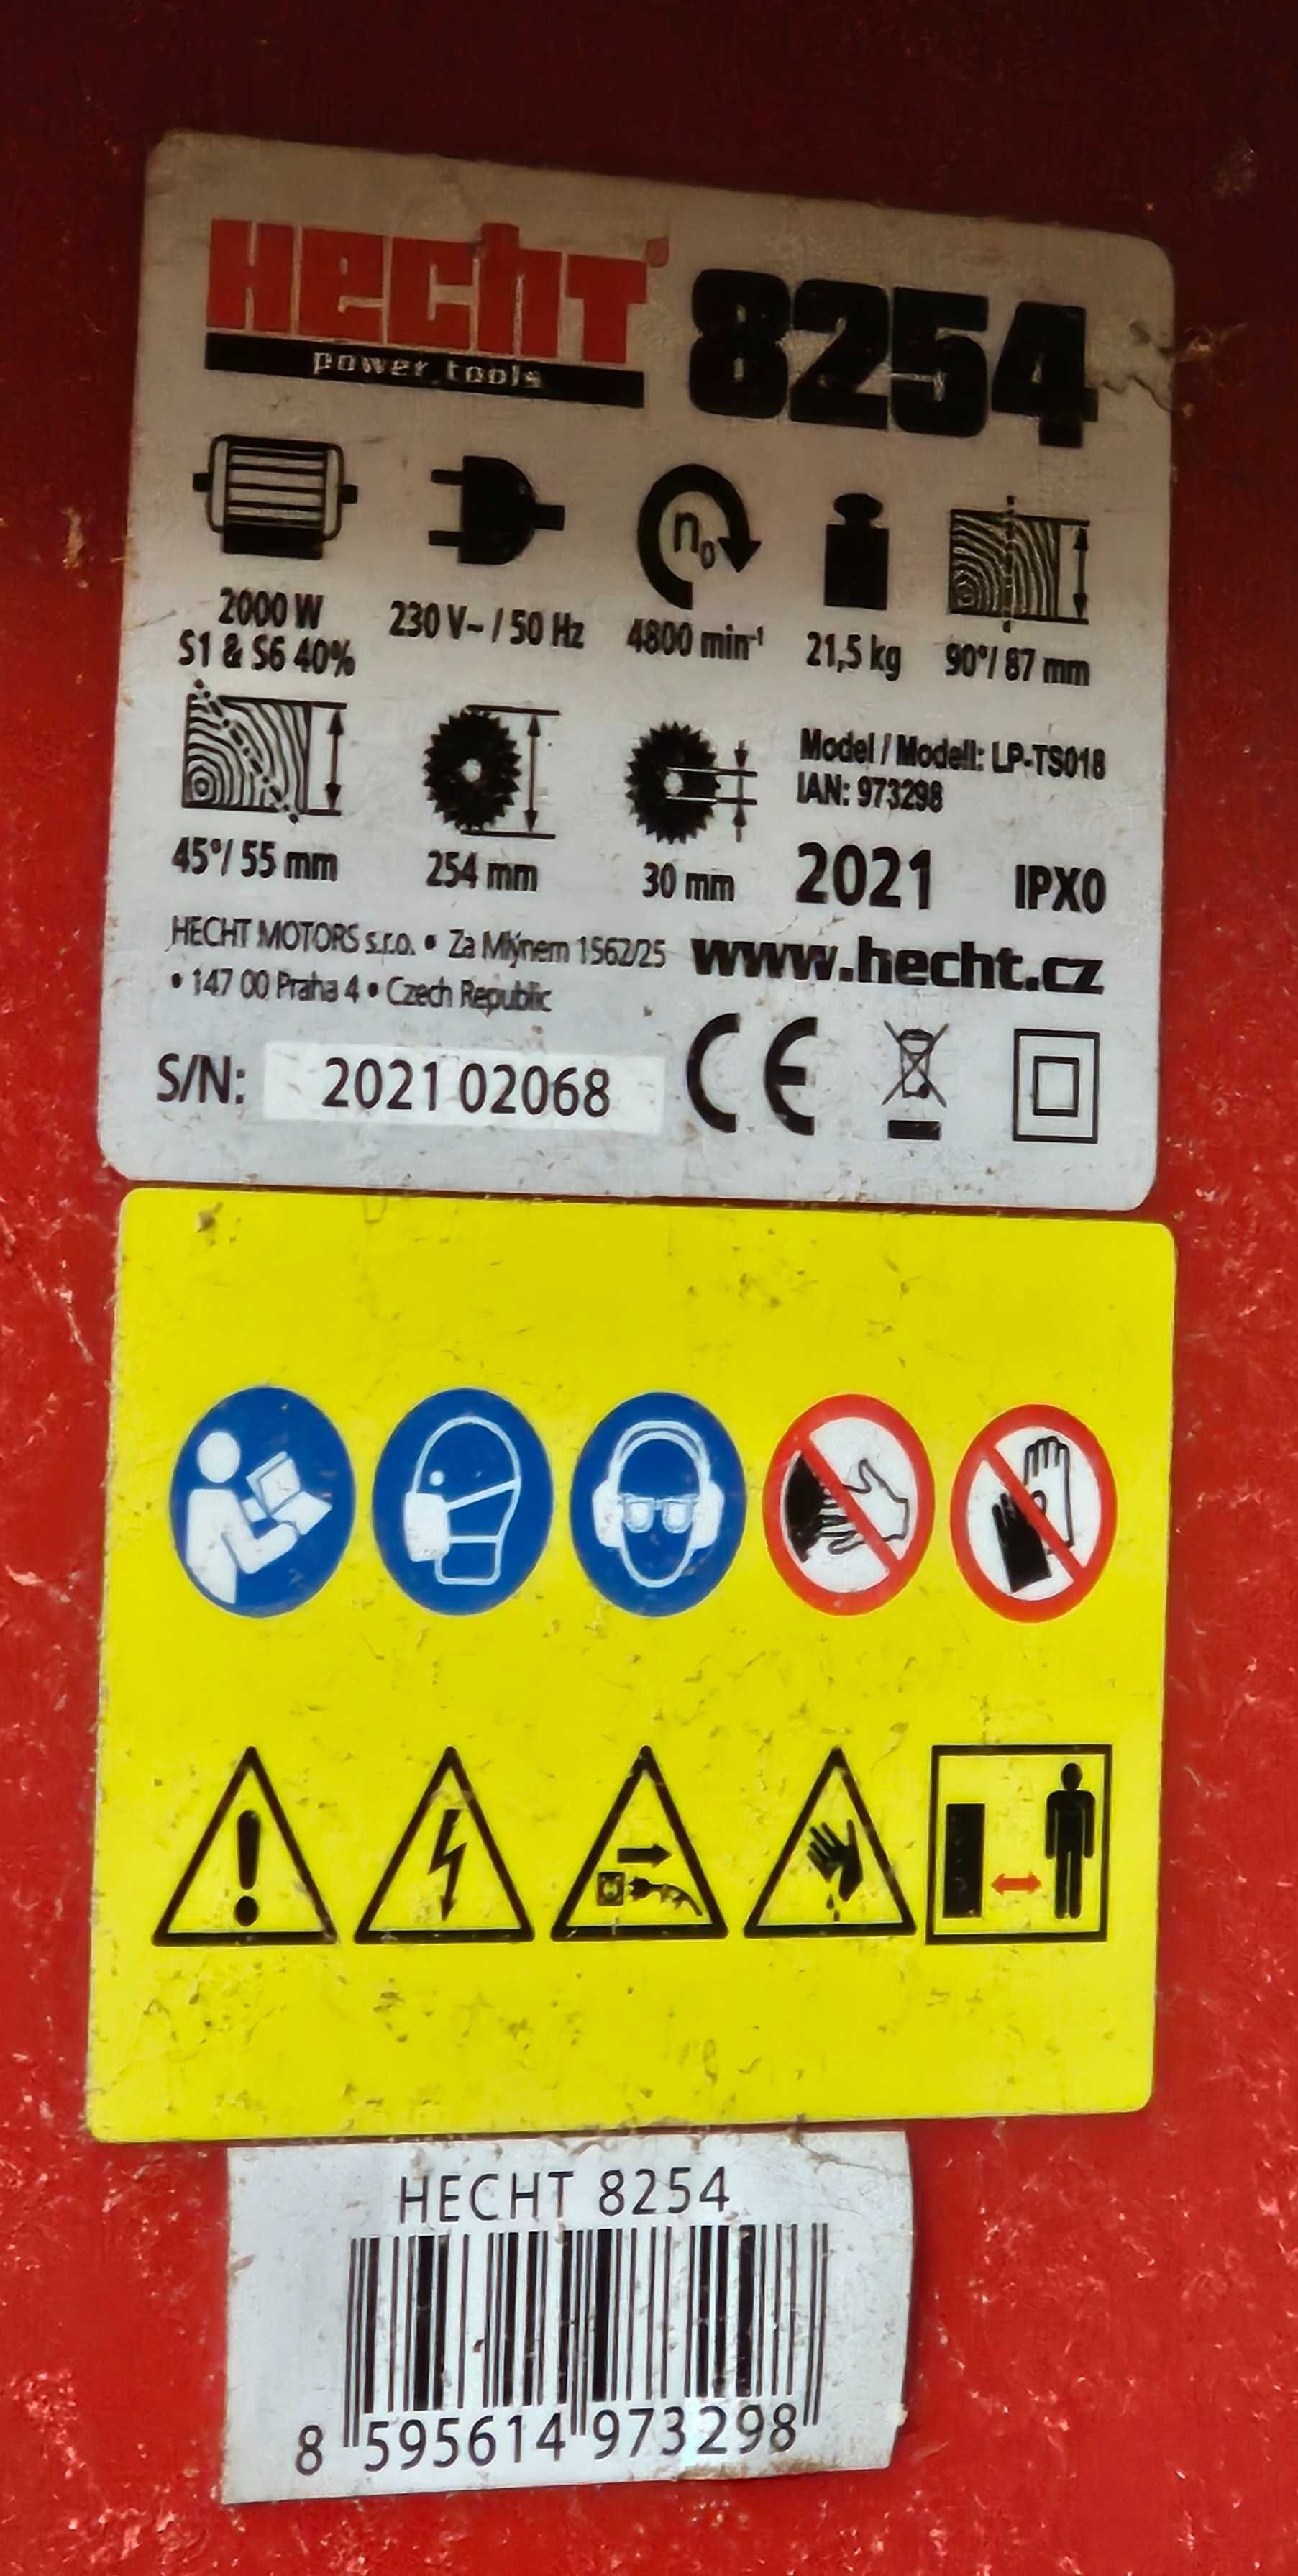 HECHT 8254
power tools
n0
2000 W
S1 & S6 40%
230 V~ / 50 Hz
4800 min⁻¹
21,5 kg
90°/ 87 mm
45°/ 55 mm
254 mm
30 mm
Model / Modell: LP-TS018
IAN: 973298
2021 IPX0
HECHT MOTORS s.r.o. • Za Mlýnem 1562/25
• 147 00 Praha 4 • Czech Republic
www.hecht.cz
S/N: 2021 02068
CE
HECHT 8254
8 595614 973298